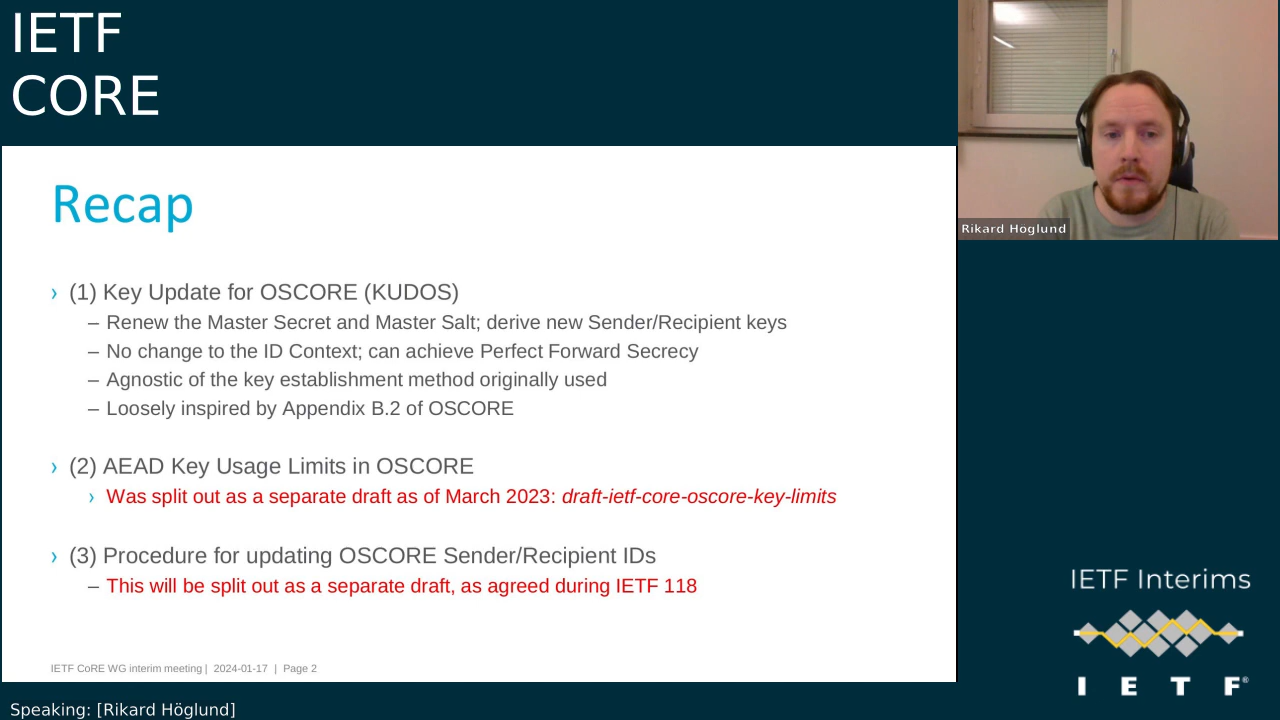 IETF
CORE
Recap
› (1) Key Update for OSCORE (KUDOS)
– Renew the Master Secret and Master Salt; derive new Sender/Recipient keys
– No change to the ID Context; can achieve Perfect Forward Secrecy
– Agnostic of the key establishment method originally used
– Loosely inspired by Appendix B.2 of OSCORE
› (2) AEAD Key Usage Limits in OSCORE
› Was split out as a separate draft as of March 2023: draft-ietf-core-oscore-key-limits
› (3) Procedure for updating OSCORE Sender/Recipient IDs
– This will be split out as a separate draft, as agreed during IETF 118
IETF CoRE WG interim meeting | 2024-01-17 | Page 2
Rikard Hoglund
IETF Interims
I E T F®
Speaking: [Rikard Höglund]